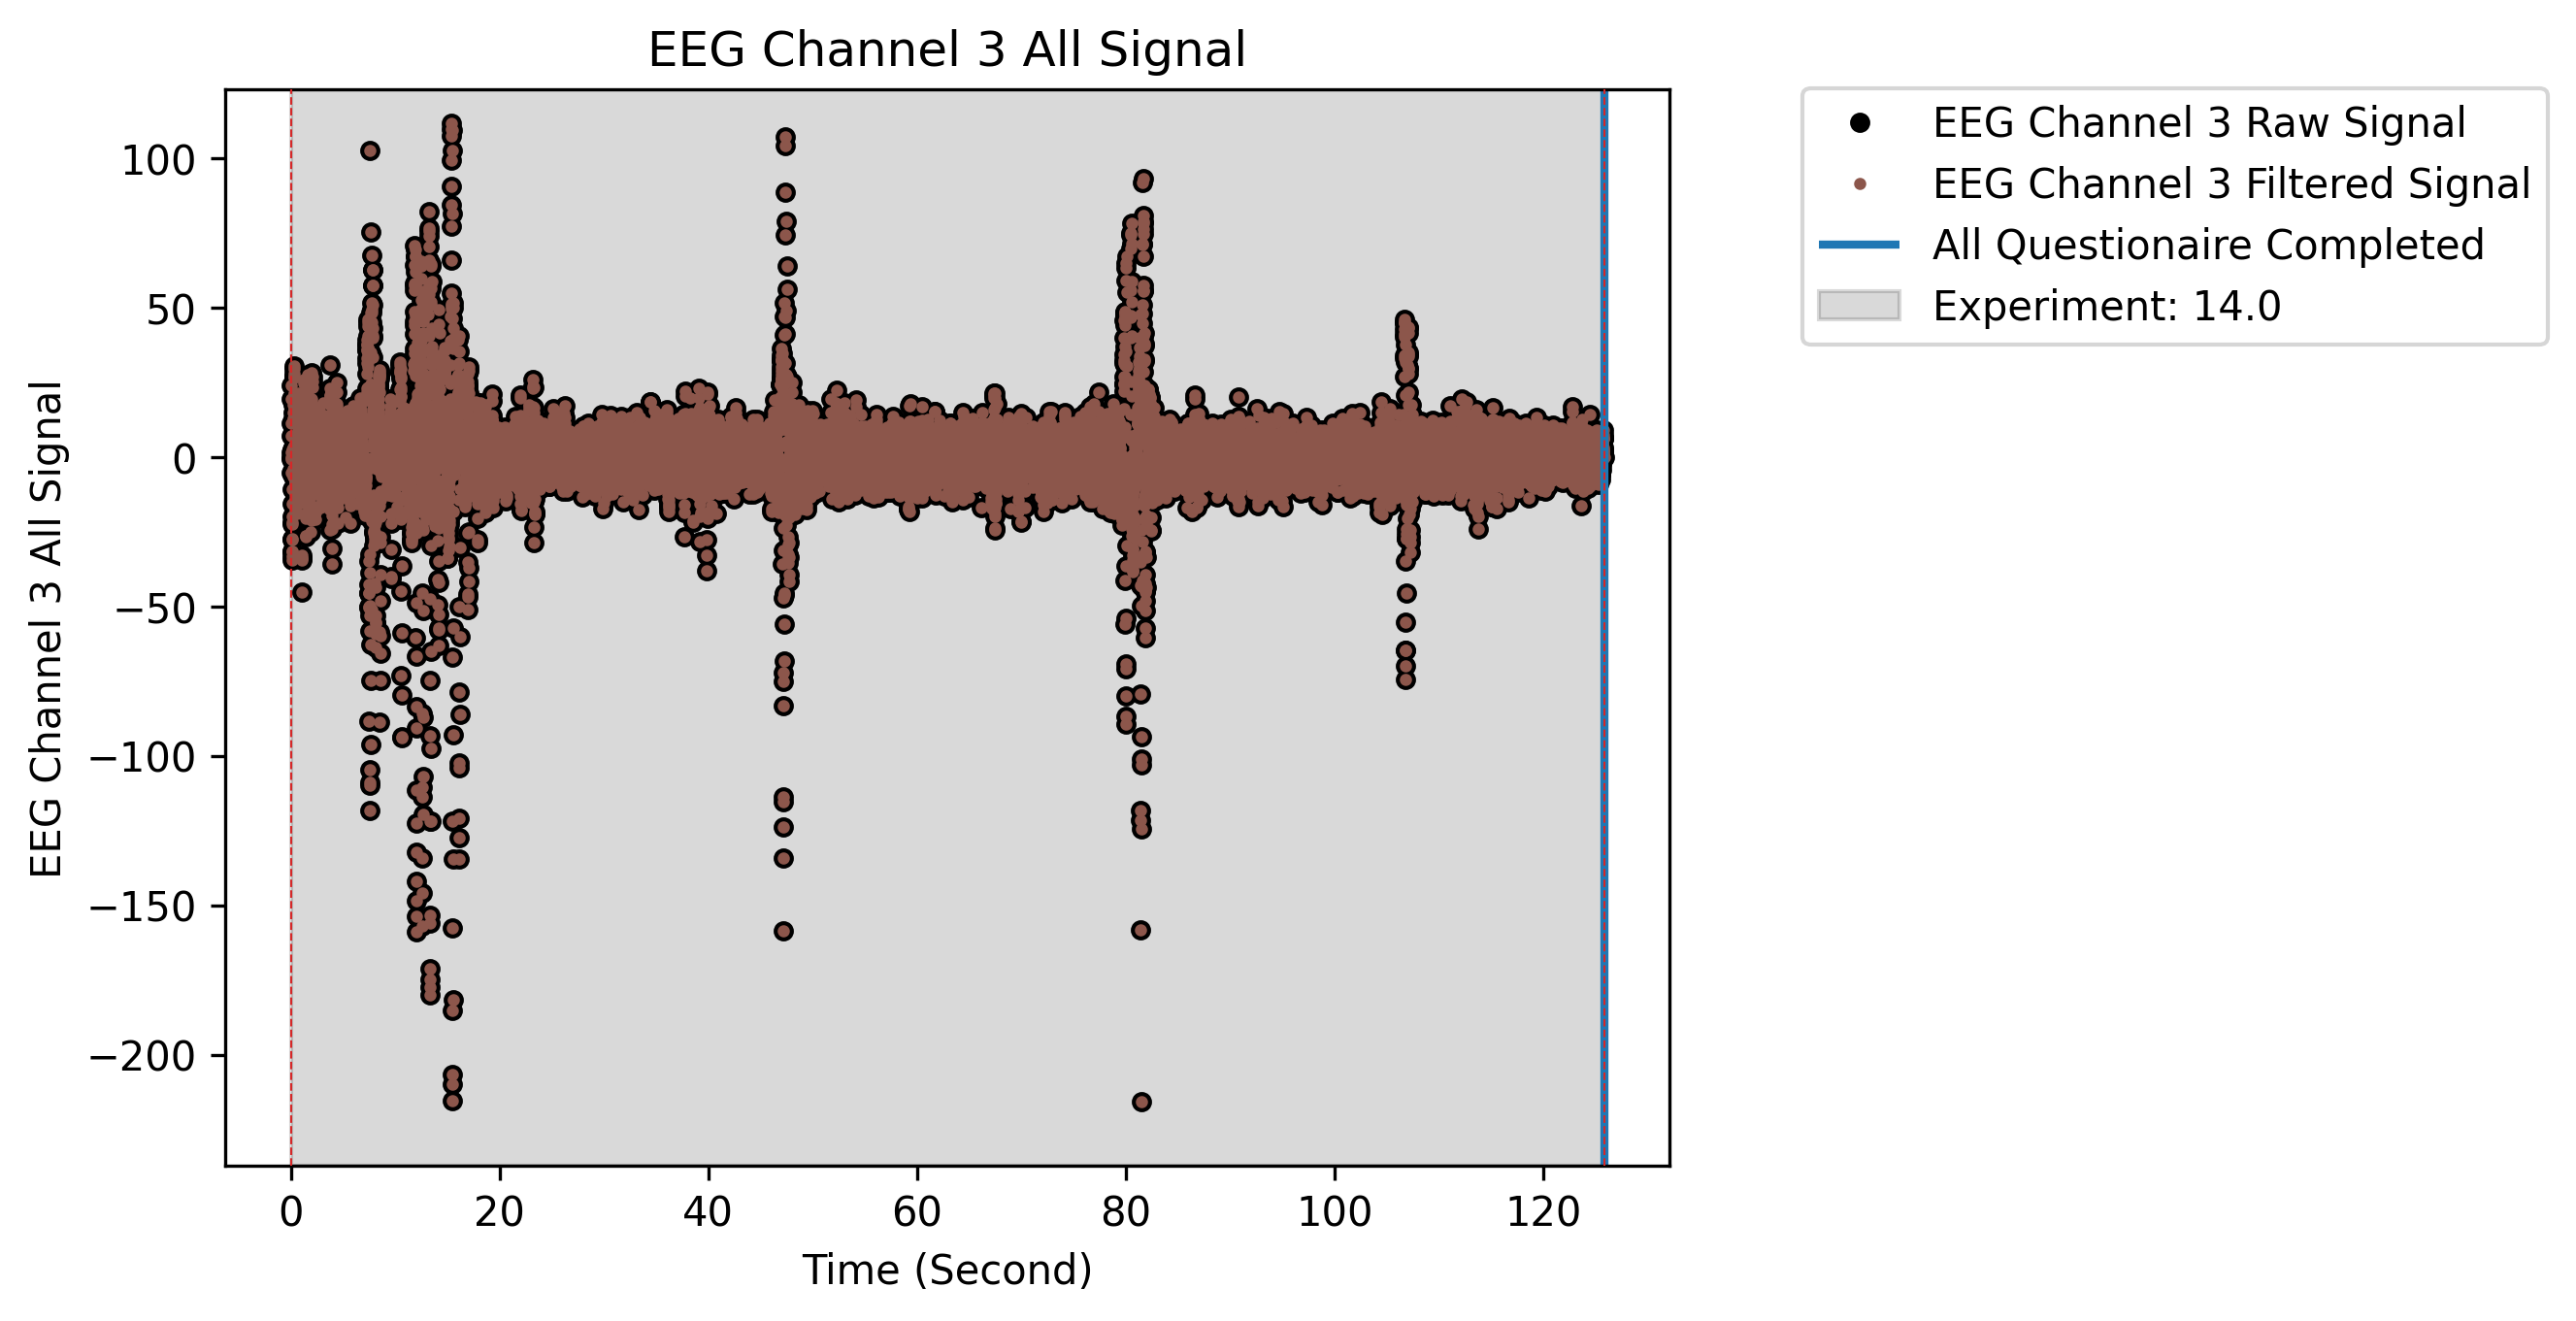 EEG Channel 3 All Signal
EEG Channel 3 All Signal
100
50
0
−50
−100
−150
−200
0 20 40 60 80 100 120
Time (Second)
EEG Channel 3 Raw Signal
EEG Channel 3 Filtered Signal
All Questionaire Completed
Experiment: 14.0